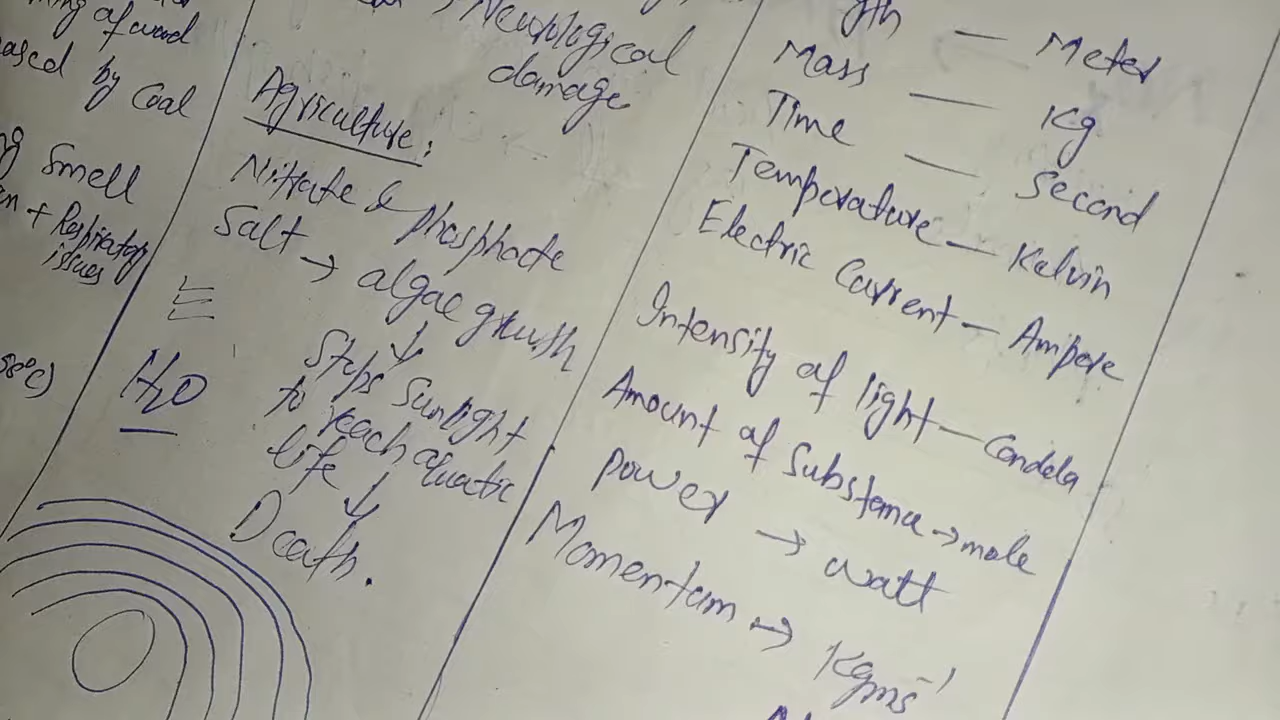 of wood
by Coal
Smell
+ Respiratory
issues
Neurological
damage
Agriculture:
Nitrate & phosphate
Salt → algae growth
↓
Stops Sunlight
to reach aquatic
life
↓
Death.
H2O
— Meter
Mass — Kg
Time — Second
Temperature — Kelvin
Electric Current — Ampere
Intensity of light — Candela
Amount of Substance → mole
Power → watt
Momentum → Kgms⁻¹